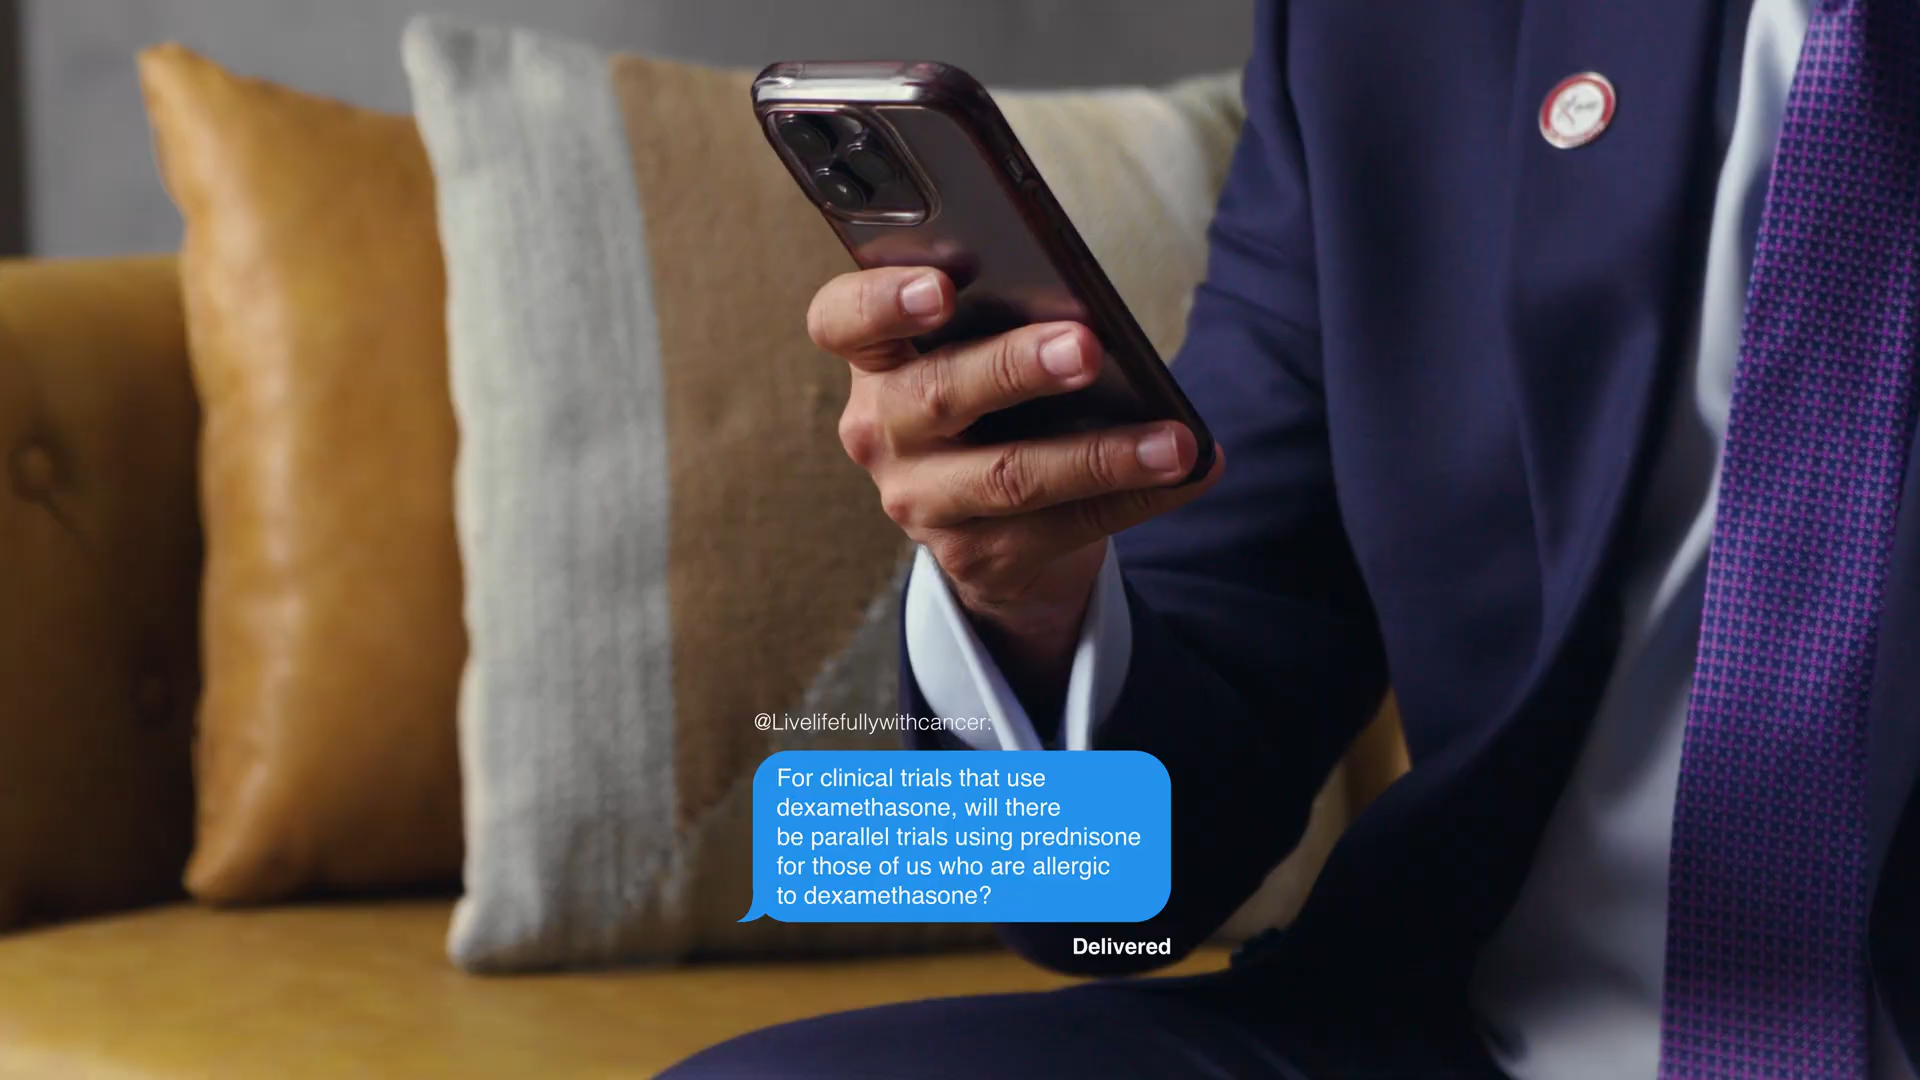 @Livelifefullywithcancer:
For clinical trials that use
dexamethasone, will there
be parallel trials using prednisone
for those of us who are allergic
to dexamethasone?
Delivered